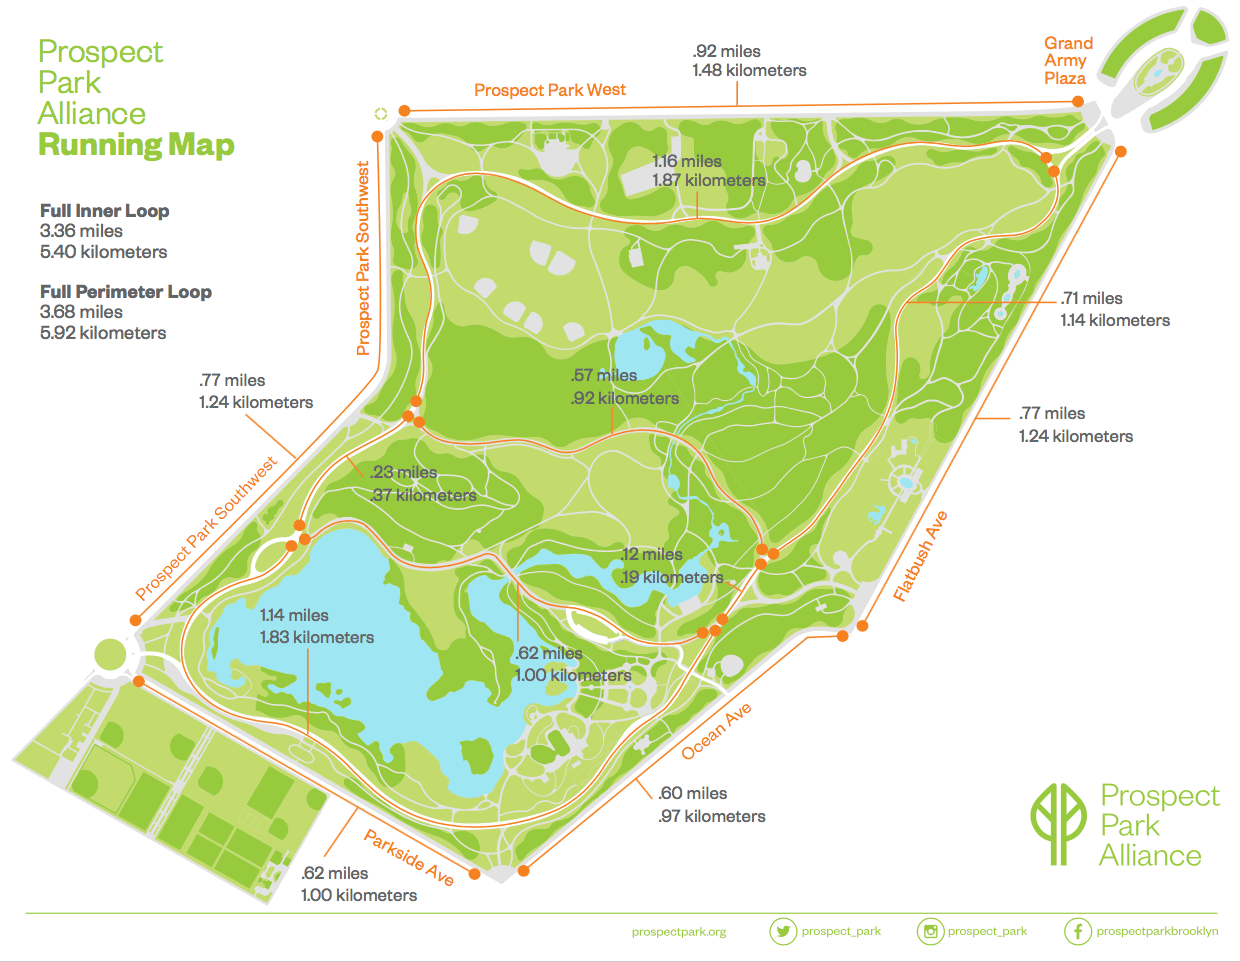 Prospect
Park
Alliance
Running Map
Full Inner Loop
3.36 miles
5.40 kilometers
Full Perimeter Loop
3.68 miles
5.92 kilometers
.92 miles
1.48 kilometers
Prospect Park West
Grand
Army
Plaza
1.16 miles
1.87 kilometers
Prospect Park Southwest
.71 miles
1.14 kilometers
.77 miles
1.24 kilometers
.57 miles
.92 kilometers
.77 miles
1.24 kilometers
.23 miles
.37 kilometers
Prospect Park Southwest
Flatbush Ave
.12 miles
.19 kilometers
1.14 miles
1.83 kilometers
.62 miles
1.00 kilometers
Ocean Ave
.60 miles
.97 kilometers
Parkside Ave
.62 miles
1.00 kilometers
Prospect
Park
Alliance
prospectpark.org
prospect_park
prospect_park
prospectparkbrooklyn